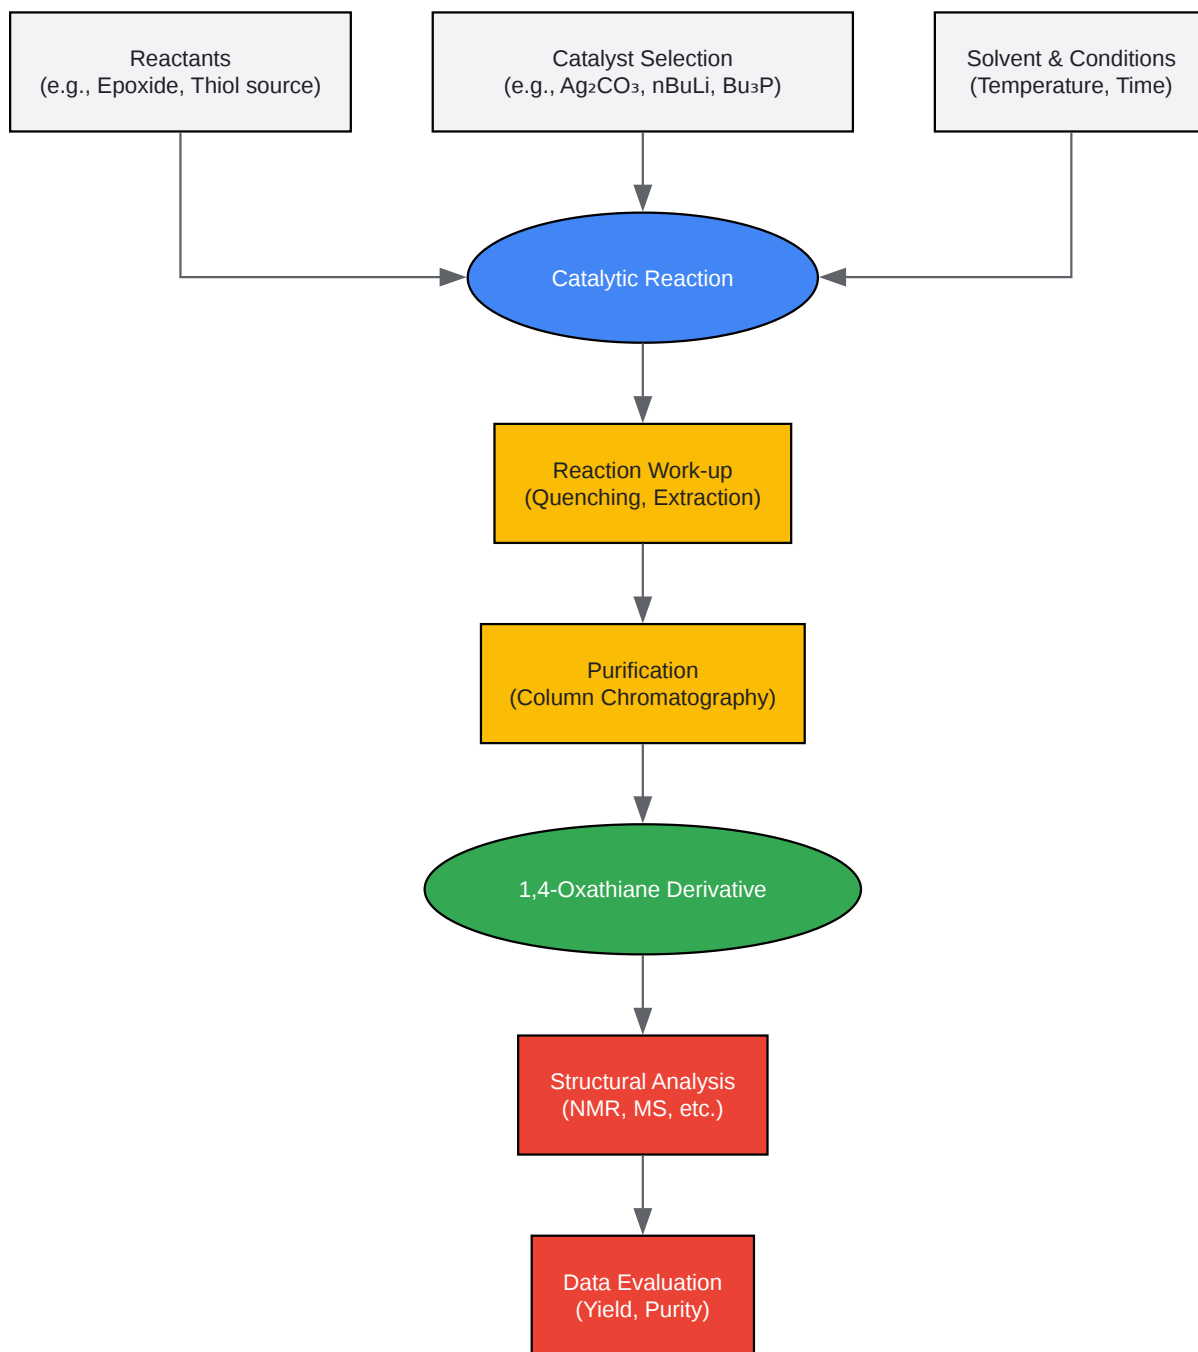 Reactants
(e.g., Epoxide, Thiol source)
Catalyst Selection
(e.g., Ag₂CO₃, nBuLi, Bu₃P)
Solvent & Conditions
(Temperature, Time)
Catalytic Reaction
Reaction Work-up
(Quenching, Extraction)
Purification
(Column Chromatography)
1,4-Oxathiane Derivative
Structural Analysis
(NMR, MS, etc.)
Data Evaluation
(Yield, Purity)